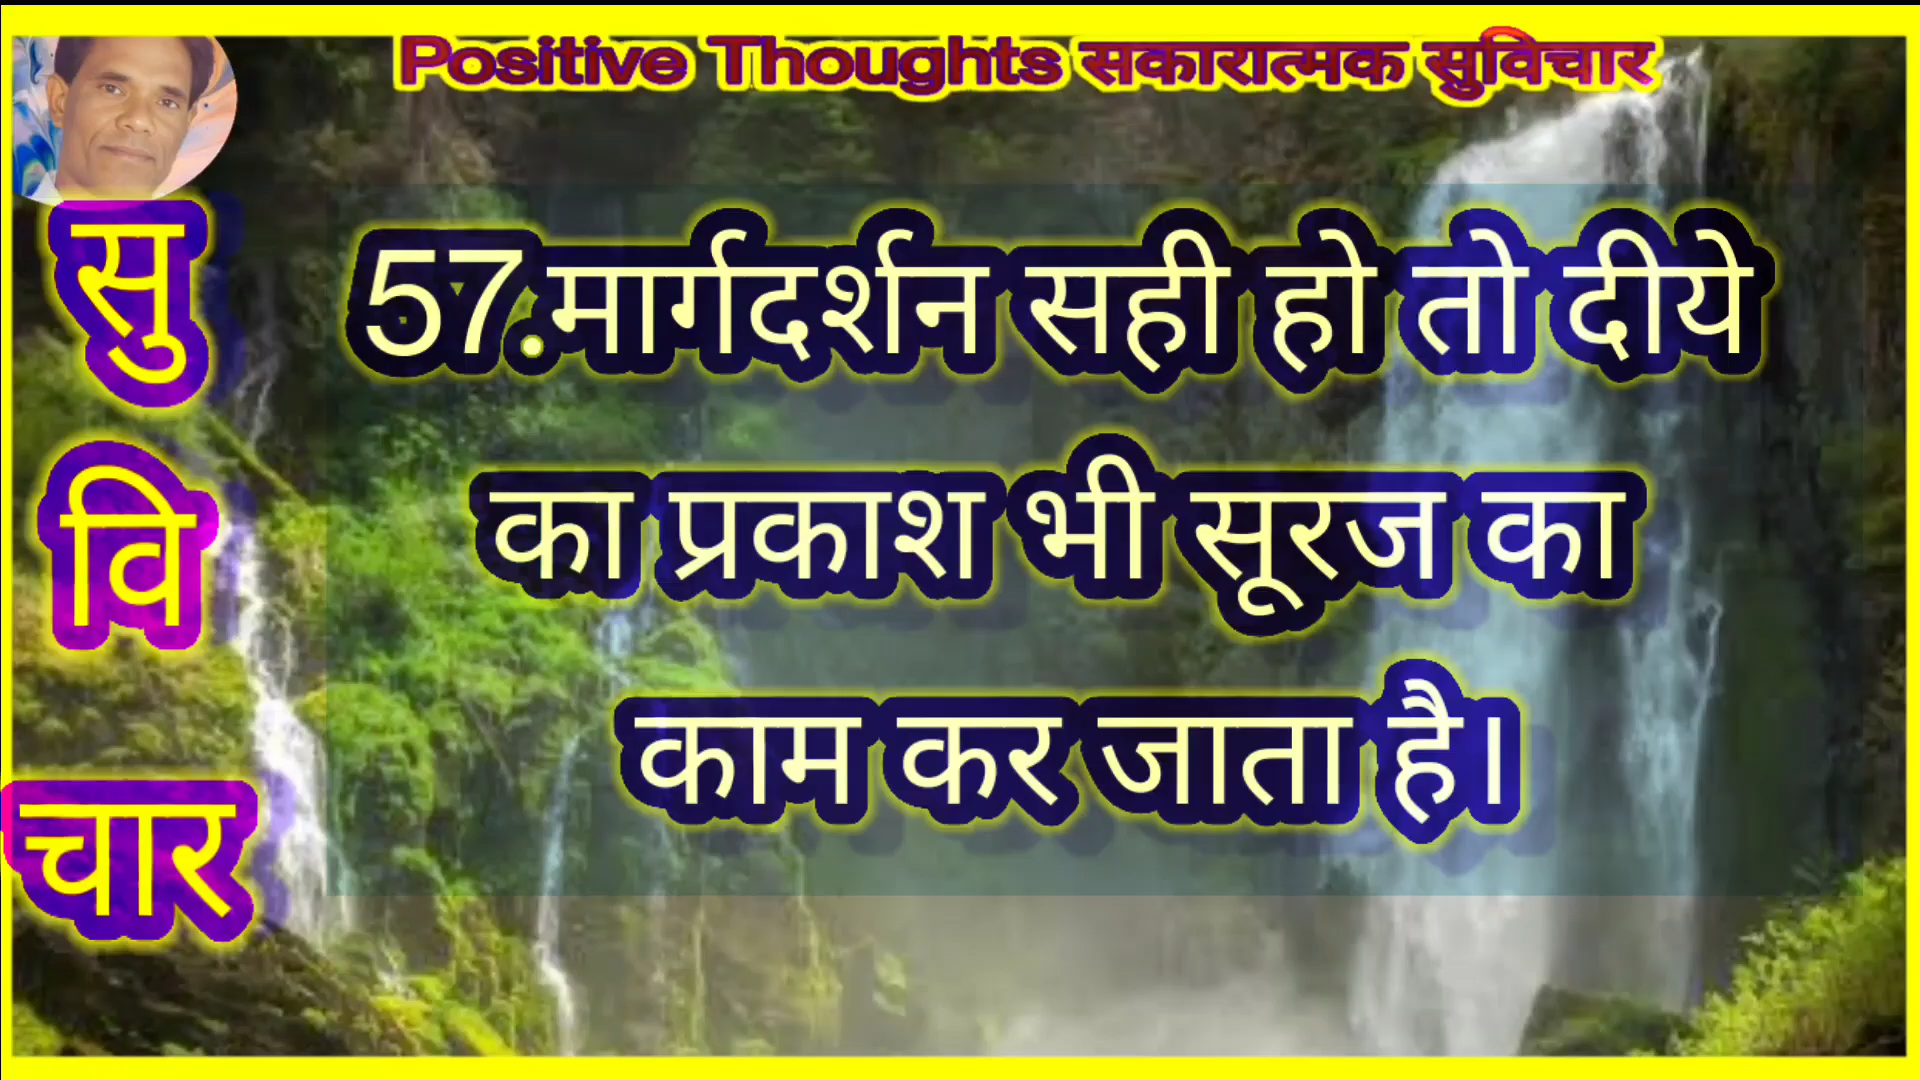 Positive Thoughts सकारात्मक सुविचार
सु
वि
चार
57.मार्गदर्शन सही हो तो दीये
का प्रकाश भी सूरज का
काम कर जाता है।